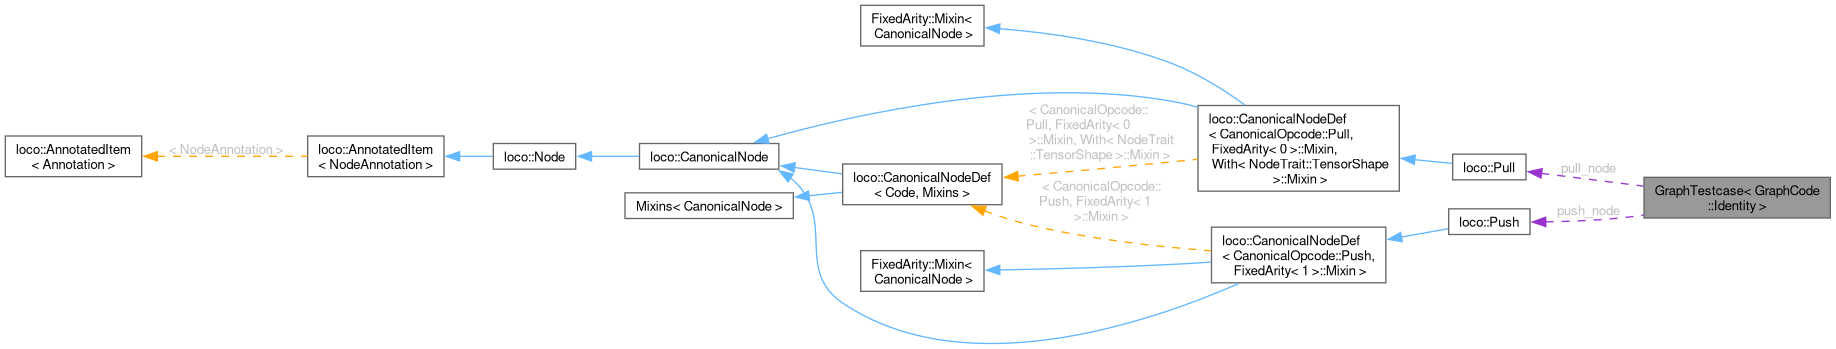 FixedArity::Mixin<
CanonicalNode >
loco::AnnotatedItem
< Annotation >
< NodeAnnotation >
loco::AnnotatedItem
< NodeAnnotation >
loco::Node
loco::CanonicalNode
Mixins< CanonicalNode >
loco::CanonicalNodeDef
< Code, Mixins >
FixedArity::Mixin<
CanonicalNode >
< CanonicalOpcode::
Pull, FixedArity< 0
>::Mixin, With< NodeTrait
::TensorShape >::Mixin >
< CanonicalOpcode::
Push, FixedArity< 1
>::Mixin >
loco::CanonicalNodeDef
< CanonicalOpcode::Pull,
FixedArity< 0 >::Mixin,
With< NodeTrait::TensorShape
>::Mixin >
loco::CanonicalNodeDef
< CanonicalOpcode::Push,
FixedArity< 1 >::Mixin >
loco::Pull
loco::Push
pull_node
push_node
GraphTestcase< GraphCode
::Identity >